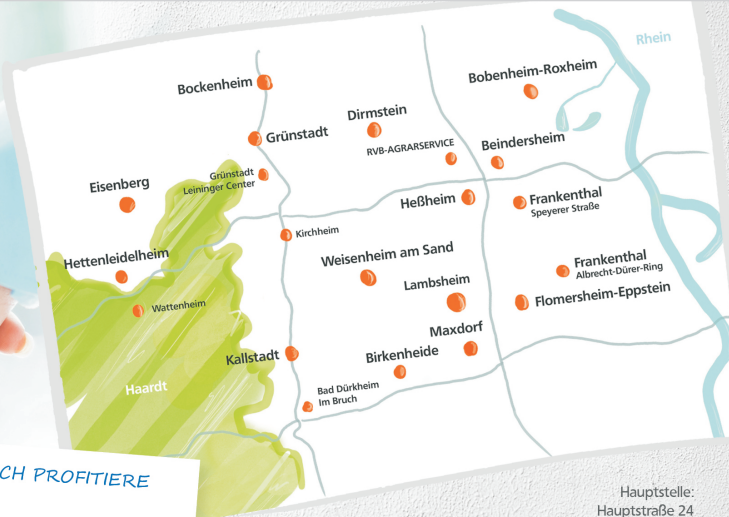 Rhein
Bobenheim-Roxheim
Bockenheim
Dirmstein
Grünstadt
RVB-AGRARSERVICE
Beindersheim
Grünstadt
Leininger Center
Eisenberg
Heßheim
Frankenthal
Speyerer Straße
Kirchheim
Hettenleidelheim
Weisenheim am Sand
Frankenthal
Albrecht-Dürer-Ring
Lambsheim
Flomersheim-Eppstein
Wattenheim
Maxdorf
Kallstadt
Birkenheide
Haardt
Bad Dürkheim
Im Bruch
CH PROFITIERE
Hauptstelle:
Hauptstraße 24